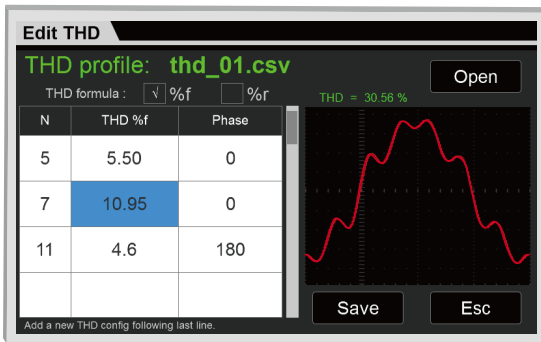 Edit THD
THD profile: thd_01.csv
Open
THD formula : √ %f %r
THD = 30.56 %
N THD %f Phase
5 5.50 0
7 10.95 0
11 4.6 180
Save Esc
Add a new THD config following last line.